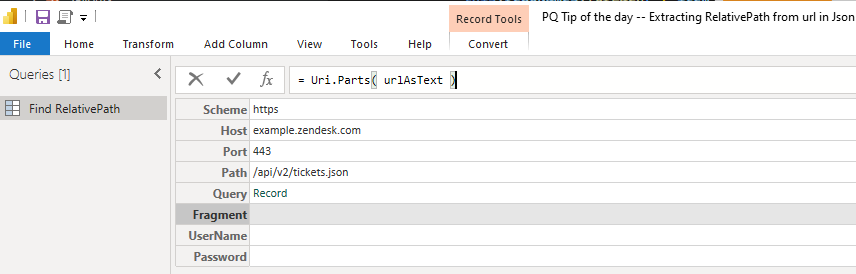 Record Tools
PQ Tip of the day -- Extracting RelativePath from url in Json
File Home Transform Add Column View Tools Help Convert
Queries [1]
= Uri.Parts( urlAsText )
Find RelativePath
Scheme https
Host example.zendesk.com
Port 443
Path /api/v2/tickets.json
Query Record
Fragment
UserName
Password